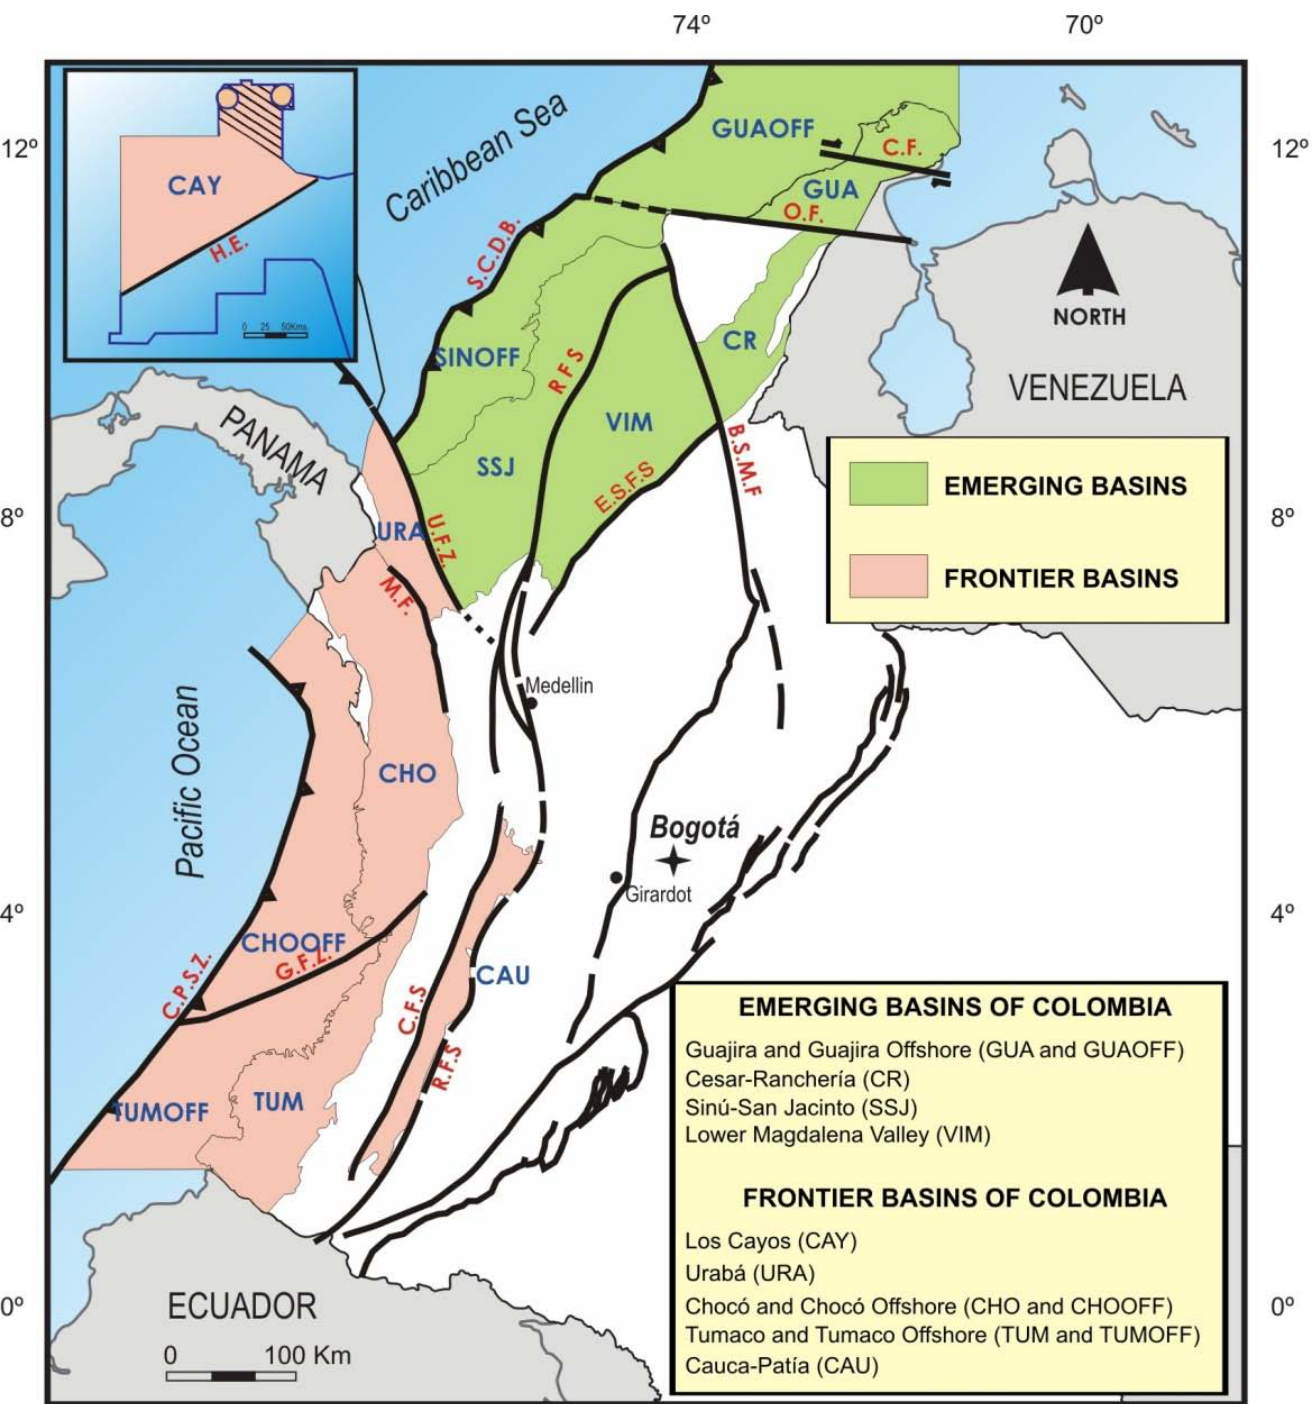 74º
70º
12º
12º
8º
8º
4º
4º
0º
0º
CAY
H.E.
0 25 50Kms
Caribbean Sea
GUAOFF
C.F.
GUA
O.F.
S.C.D.B.
SINOFF
R F S
CR
NORTH
VENEZUELA
VIM
PANAMA
SSJ
E.S.F.S
B.S.M.F
EMERGING BASINS
FRONTIER BASINS
URA
U.F.Z.
M.F.
Medellin
Pacific Ocean
CHO
Bogotá
Girardot
CHOOFF
G.F.Z.
C.P.S.Z.
CAU
C.F.S
R.F.S
TUMOFF
TUM
ECUADOR
0 100 Km
EMERGING BASINS OF COLOMBIA
Guajira and Guajira Offshore (GUA and GUAOFF)
Cesar-Ranchería (CR)
Sinú-San Jacinto (SSJ)
Lower Magdalena Valley (VIM)
FRONTIER BASINS OF COLOMBIA
Los Cayos (CAY)
Urabá (URA)
Chocó and Chocó Offshore (CHO and CHOOFF)
Tumaco and Tumaco Offshore (TUM and TUMOFF)
Cauca-Patía (CAU)